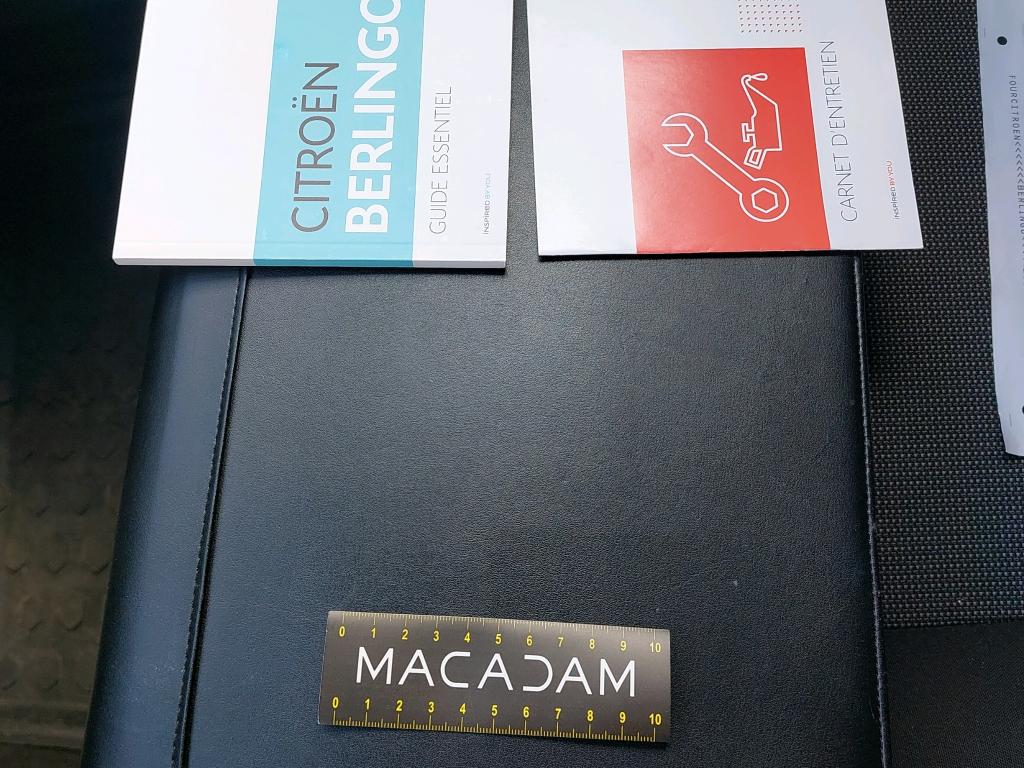 CITROËN
BERLINGO
GUIDE ESSENTIEL
INSPIRED BY YOU
CARNET D'ENTRETIEN
INSPIRED BY YOU
0 1 2 3 4 5 6 7 8 9 10
MACADAM
0 1 2 3 4 5 6 7 8 9 10